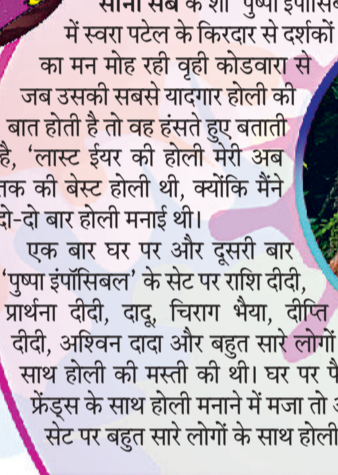 सोनी सब के शो 'पुष्पा इंपॉसिब
में स्वरा पटेल के किरदार से दर्शकों
का मन मोह रही वृही कोडवारा से
जब उसकी सबसे यादगार होली की
बात होती है तो वह हंसते हुए बताती
है, 'लास्ट ईयर की होली मेरी अब
तक की बेस्ट होली थी, क्योंकि मैंने
दो-दो बार होली मनाई थी।
एक बार घर पर और दूसरी बार
'पुष्पा इंपॉसिबल' के सेट पर राशि दीदी,
प्रार्थना दीदी, दादू, चिराग भैया, दीप्ति
दीदी, अश्विन दादा और बहुत सारे लोगों
साथ होली की मस्ती की थी। घर पर
फ्रेंड्स के साथ होली मनाने में मजा तो
सेट पर बहुत सारे लोगों के साथ होली